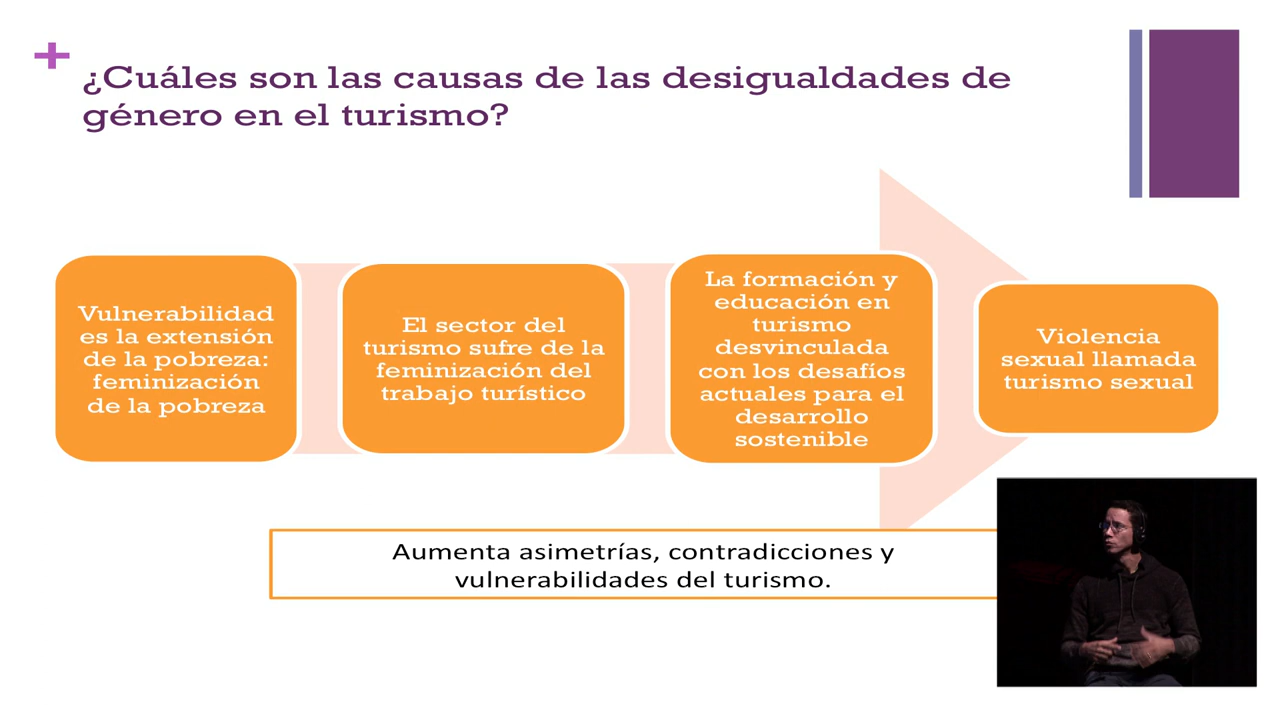 ¿Cuáles son las causas de las desigualdades de
género en el turismo?
Vulnerabilidad
es la extensión
de la pobreza:
feminización
de la pobreza
El sector del
turismo sufre de la
feminización del
trabajo turístico
La formación y
educación en
turismo
desvinculada
con los desafíos
actuales para el
desarrollo
sostenible
Violencia
sexual llamada
turismo sexual
Aumenta asimetrías, contradicciones y
vulnerabilidades del turismo.